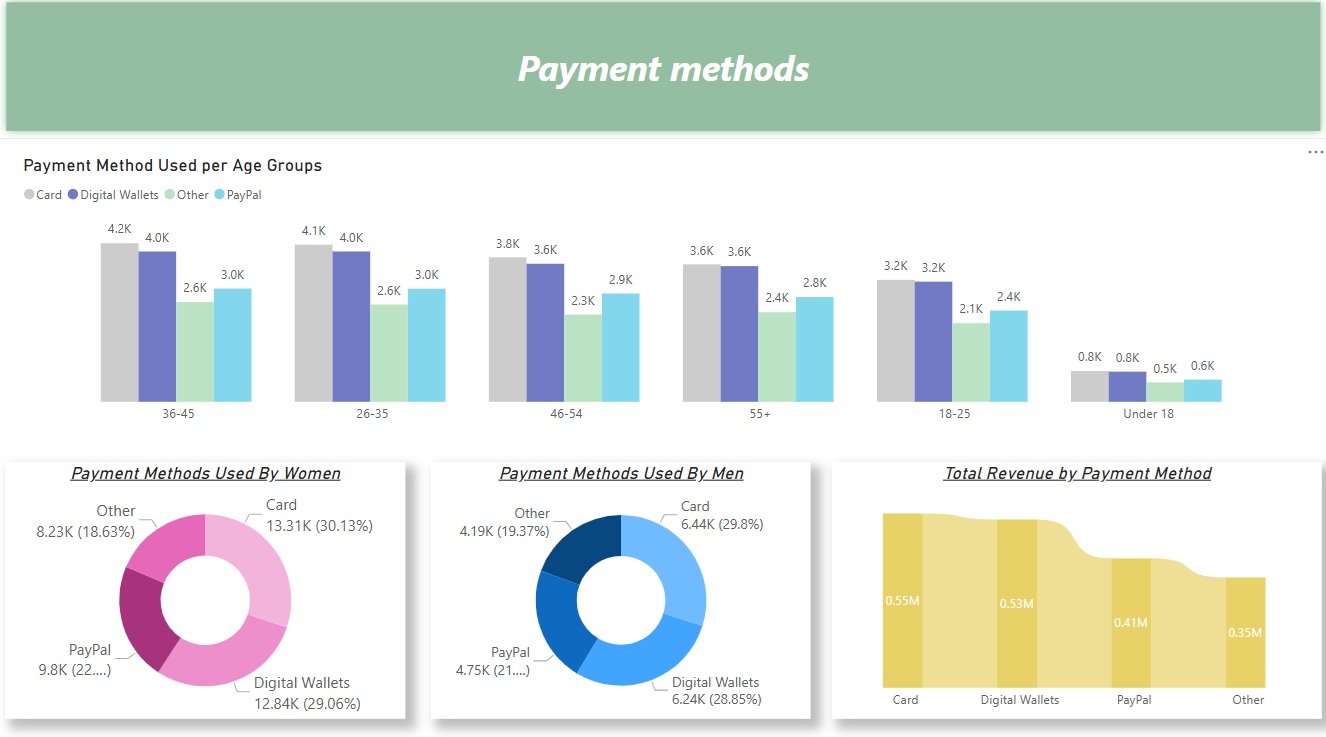 Payment methods
Payment Method Used per Age Groups
Card Digital Wallets Other PayPal
4.2K 4.0K 2.6K 3.0K
4.1K 4.0K 2.6K 3.0K
3.8K 3.6K 2.3K 2.9K
3.6K 3.6K 2.4K 2.8K
3.2K 3.2K 2.1K 2.4K
0.8K 0.8K 0.5K 0.6K
36-45 26-35 46-54 55+ 18-25 Under 18
Payment Methods Used By Women
Card
13.31K (30.13%)
Digital Wallets
12.84K (29.06%)
PayPal
9.8K (22....)
Other
8.23K (18.63%)
Payment Methods Used By Men
Card
6.44K (29.8%)
Digital Wallets
6.24K (28.85%)
PayPal
4.75K (21....)
Other
4.19K (19.37%)
Total Revenue by Payment Method
0.55M 0.53M 0.41M 0.35M
Card Digital Wallets PayPal Other